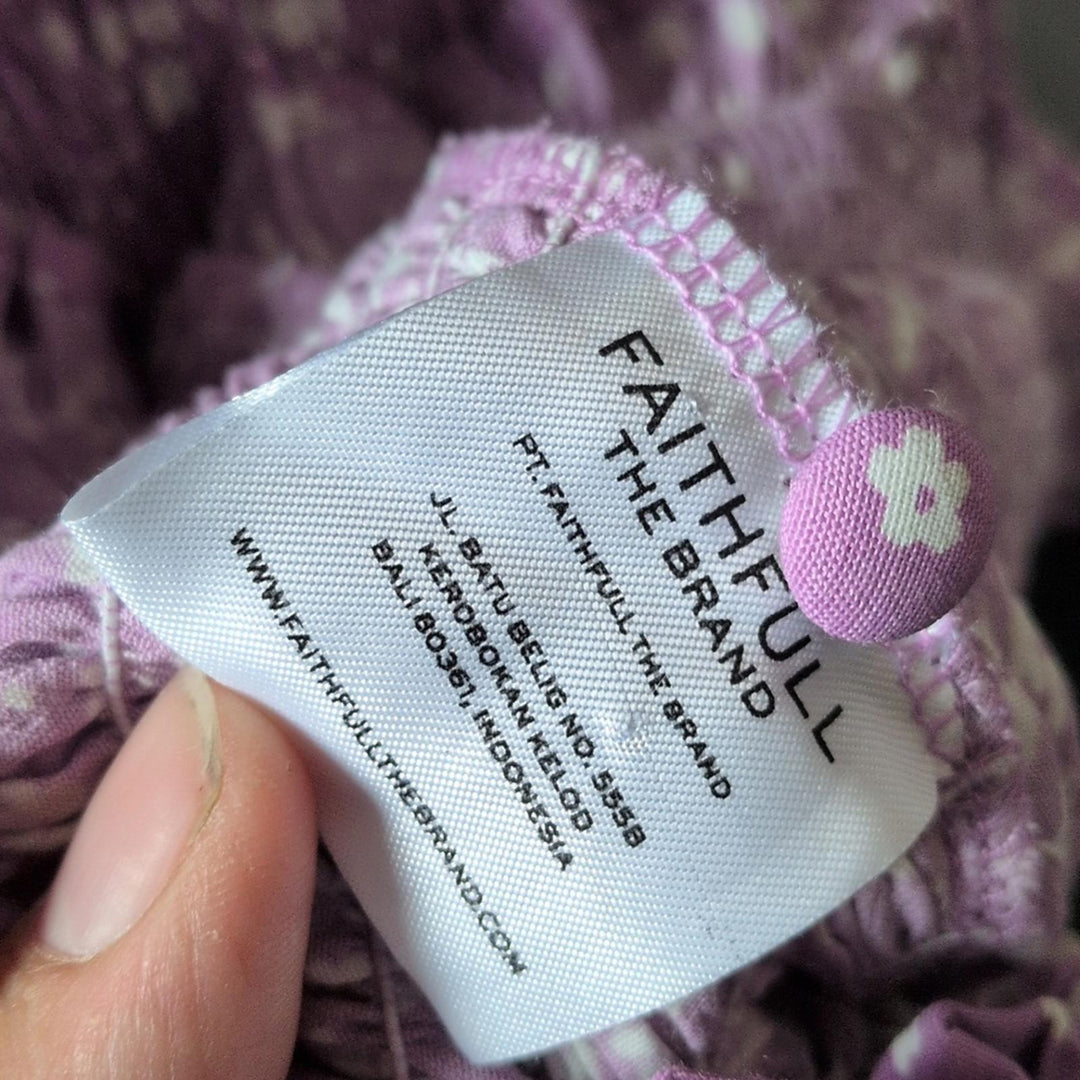 FAITHFULL
THE BRAND
PT. FAITHFULL THE BRAND
JL. BATU BELIG NO. 555B
KEROBOKAN KELOD
BALI 80361, INDONESIA
WWW.FAITHFULLTHEBRAND.COM